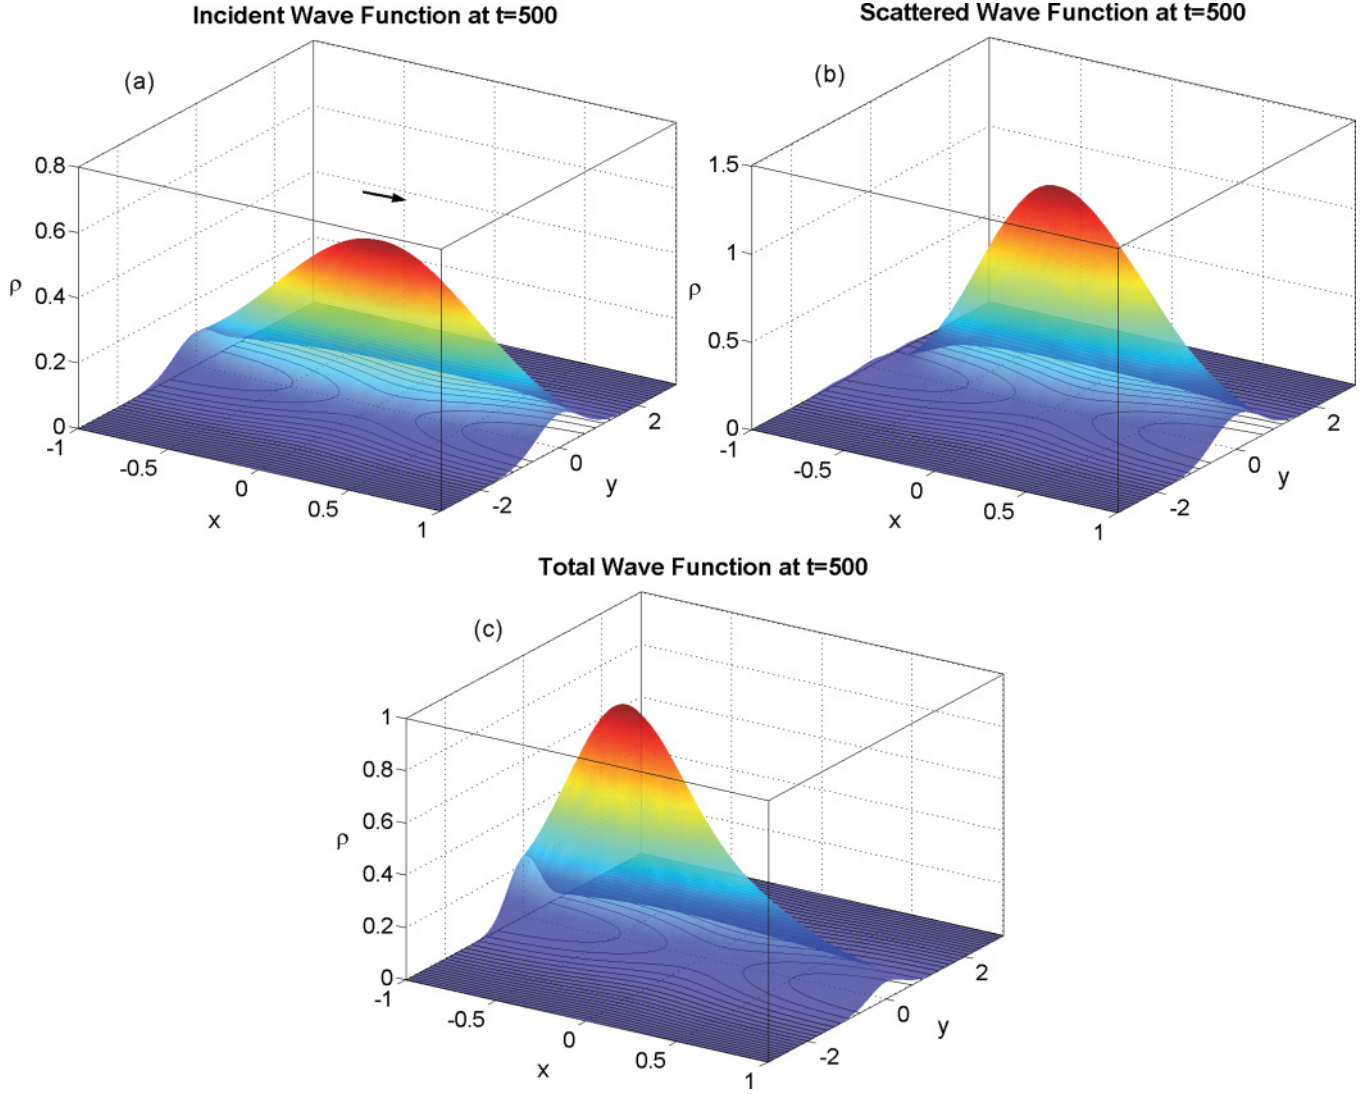 Incident Wave Function at t=500
(a)
0.8
0.6
0.4
0.2
0
ρ
-1
-0.5
0
0.5
1
x
-2
0
2
y
Scattered Wave Function at t=500
(b)
1.5
1
0.5
0
ρ
-1
-0.5
0
0.5
1
x
-2
0
2
y
Total Wave Function at t=500
(c)
1
0.8
0.6
0.4
0.2
0
ρ
-1
-0.5
0
0.5
1
x
-2
0
2
y